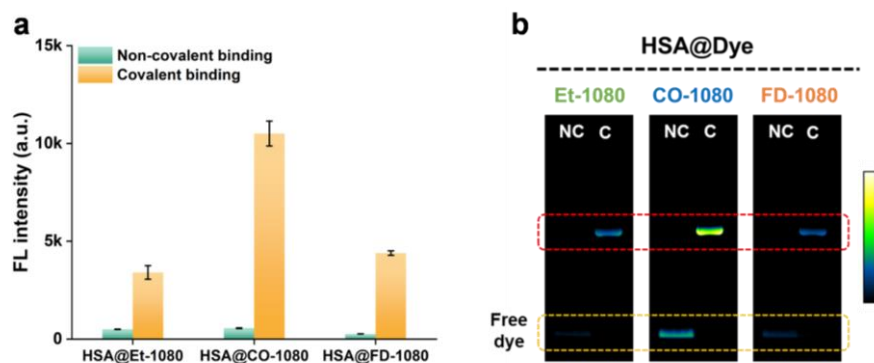 a
15k
10k
5k
0
FL intensity (a.u.)
Non-covalent binding
Covalent binding
HSA@Et-1080
HSA@CO-1080
HSA@FD-1080
b
HSA@Dye
Et-1080
CO-1080
FD-1080
NC C
NC C
NC C
Free
dye